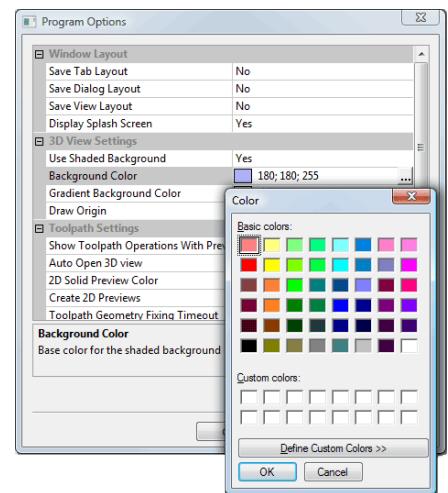 Program Options
Window Layout
Save Tab Layout No
Save Dialog Layout No
Save View Layout No
Display Splash Screen Yes
3D View Settings
Use Shaded Background Yes
Background Color 180; 180; 255 ...
Gradient Background Color
Draw Origin
Toolpath Settings
Show Toolpath Operations With
Auto Open 3D view
2D Solid Preview Color
Create 2D Previews
Toolpath Geometry Fixing Timeout
Background Color
Base color for the shaded background
Color
Basic colors:
Custom colors:
Define Custom Colors >>
OK Cancel